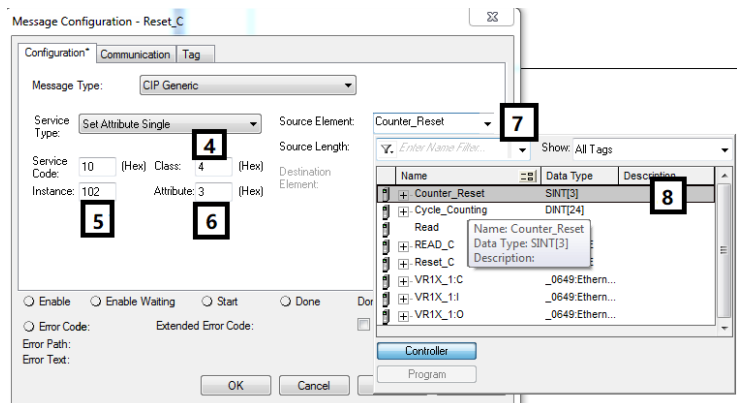 Message Configuration - Reset_C
Configuration* Communication Tag
Message Type: CIP Generic
Service Type: Set Attribute Single
Source Element: Counter_Reset
7
4
Source Length:
Enter Name Filter...
Show: All Tags
Service Code: 10 (Hex) Class: 4 (Hex)
Destination Element:
Name Data Type Description
Instance: 102 Attribute: 3 (Hex)
Counter_Reset SINT[3]
8
5
6
Cycle_Counting DINT[24]
Read
Name: Counter_Reset
Data Type: SINT[3]
Description:
READ_C
Reset_C
VR1X_1:C _0649:Ethern...
VR1X_1:I _0649:Ethern...
VR1X_1:O _0649:Ethern...
Enable Enable Waiting Start Done
Error Code: Extended Error Code:
Error Path:
Error Text:
Controller
Program
OK Cancel